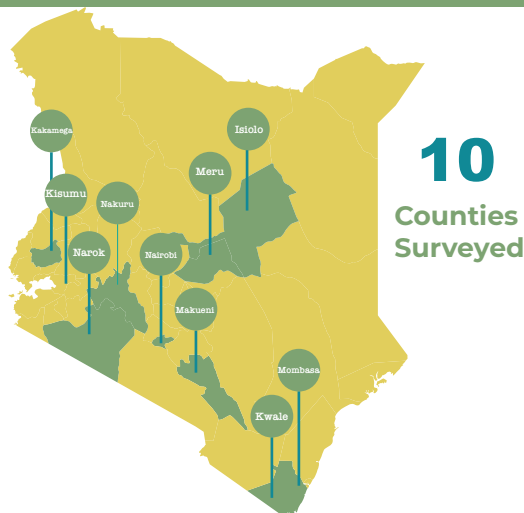 Kakamega
Isiolo
Meru
Kisumu
Nakuru
Narok
Nairobi
Makueni
Mombasa
Kwale
10
Counties
Surveyed